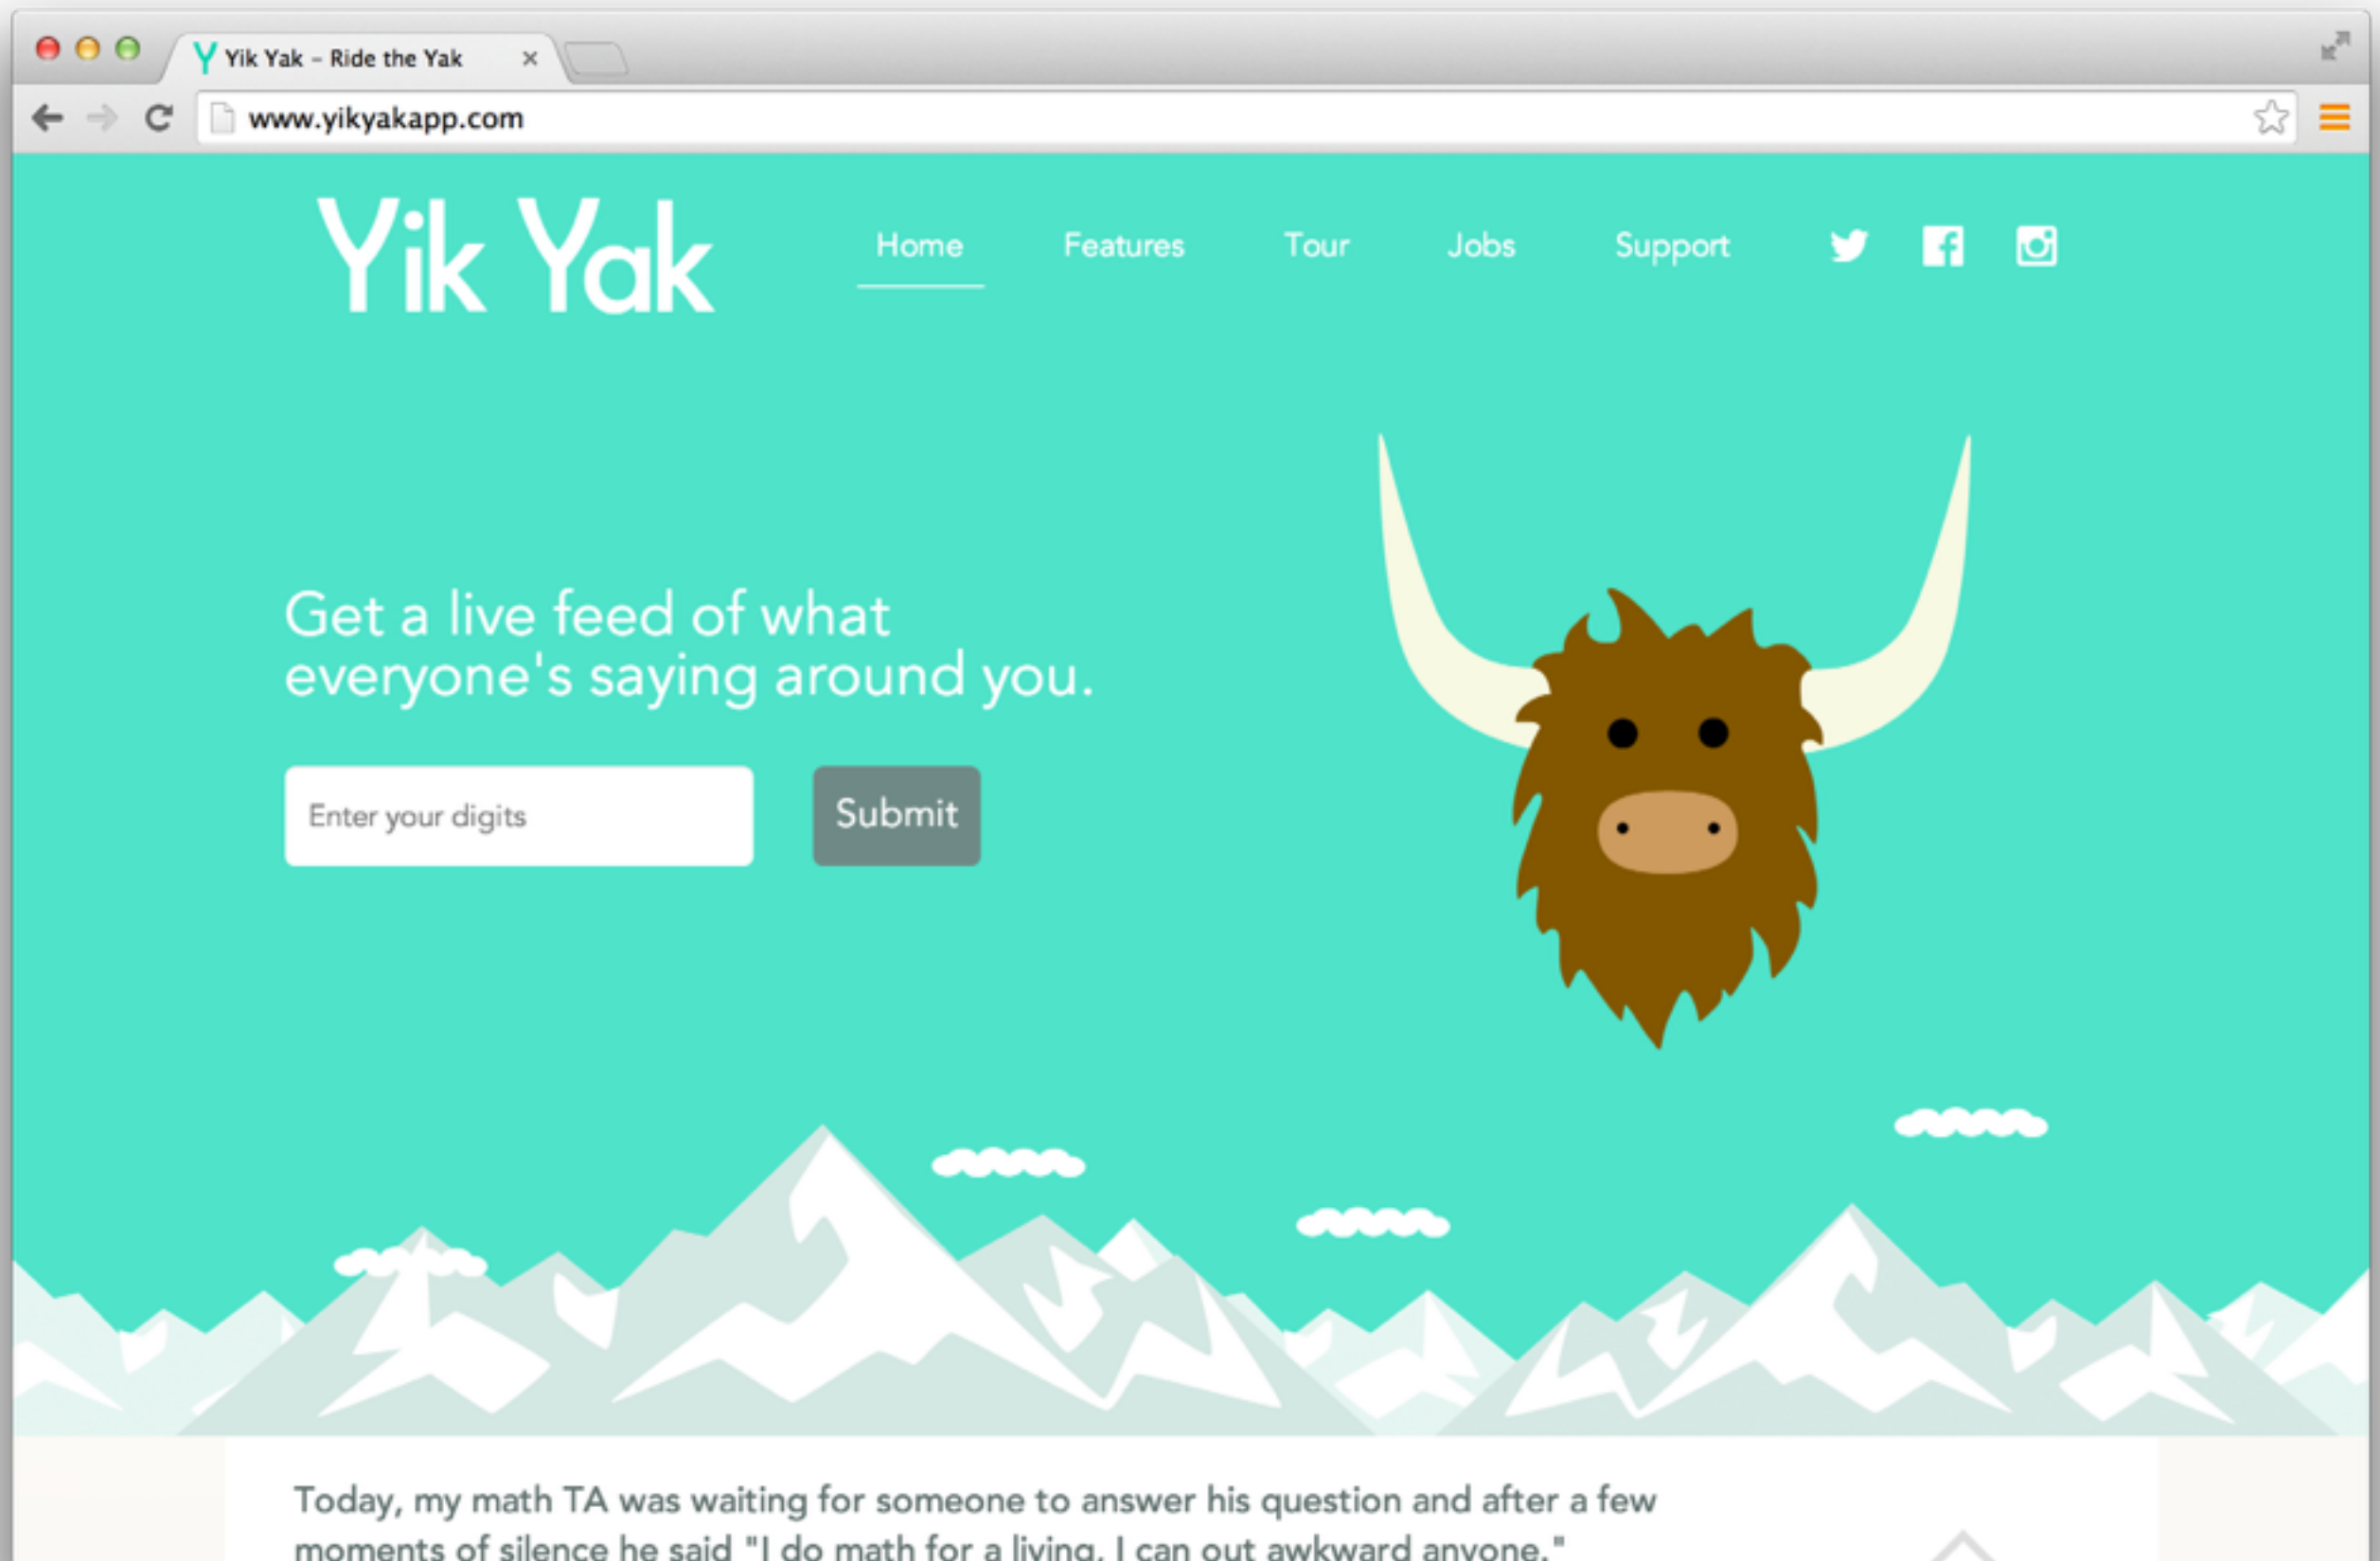 Yik Yak – Ride the Yak
www.yikyakapp.com
Yik Yak
Home Features Tour Jobs Support
Get a live feed of what
everyone's saying around you.
Enter your digits Submit
Today, my math TA was waiting for someone to answer his question and after a few
moments of silence he said "I do math for a living, I can out awkward anyone."